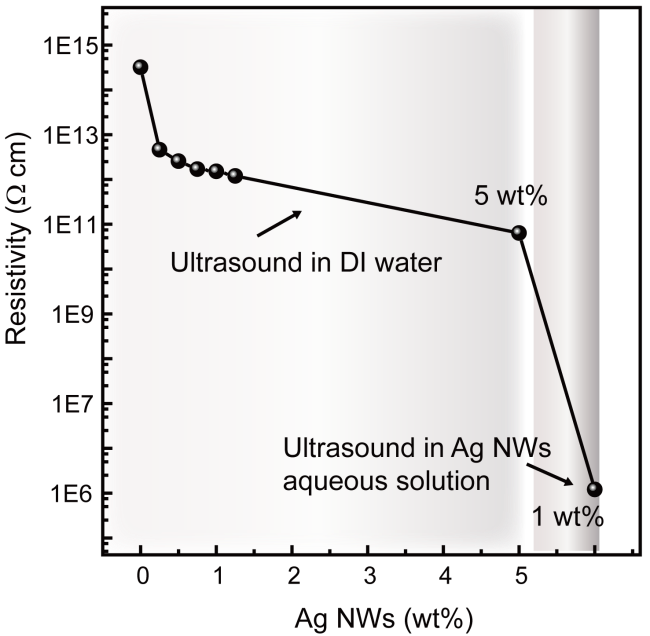 1E15
1E13
1E11
1E9
1E7
1E6
Resistivity (Ω cm)
5 wt%
Ultrasound in DI water
Ultrasound in Ag NWs
aqueous solution
1 wt%
0 1 2 3 4 5
Ag NWs (wt%)